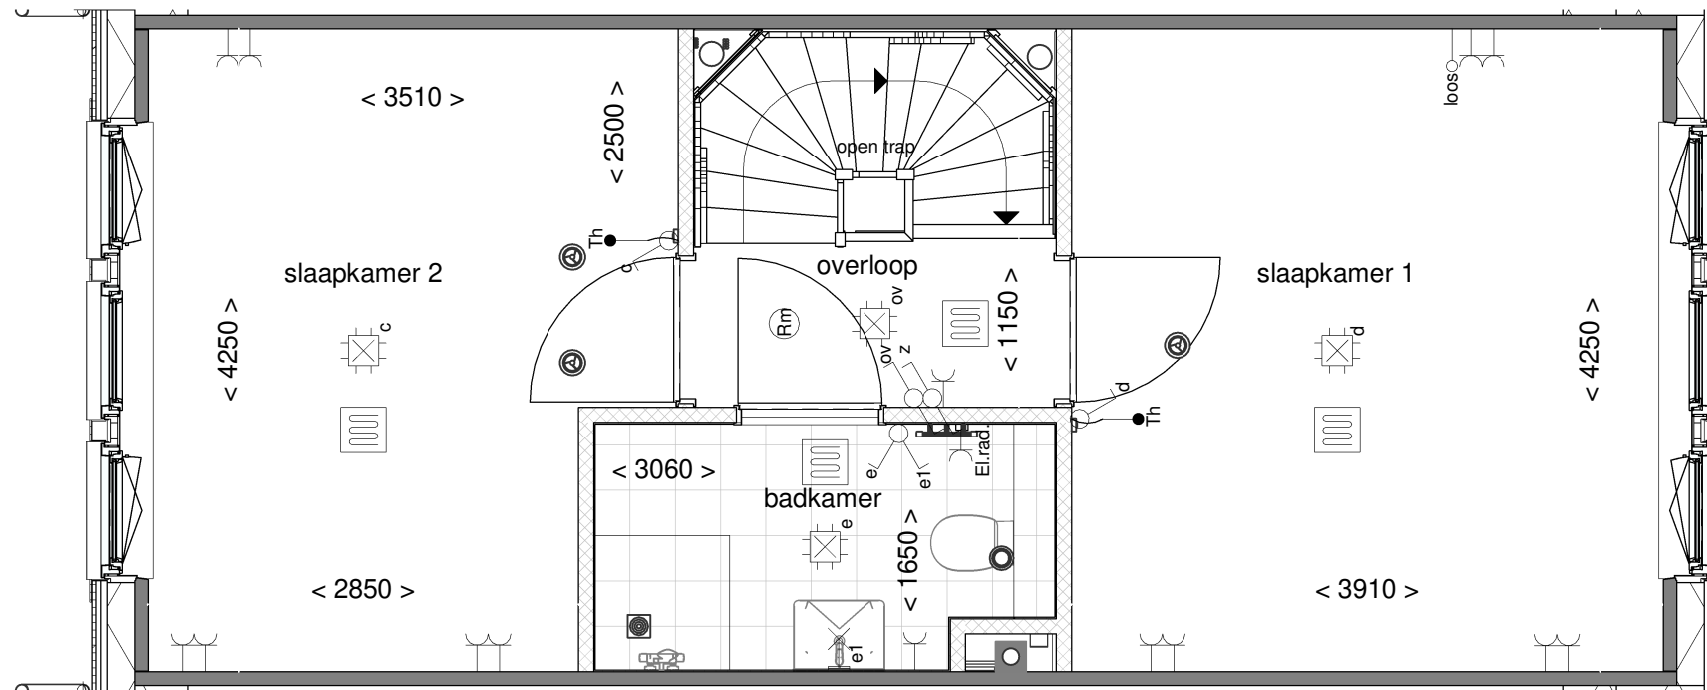 < 3510 >
< 2500 >
loos
open trap
Th
c
slaapkamer 2
overloop
slaapkamer 1
ov
Rm
< 4250 >
c
< 1150 >
d
< 4250 >
ov
z
d
Th
< 3060 >
e
e1
El.rad.
badkamer
e
< 1650 >
< 2850 >
< 3910 >
e1